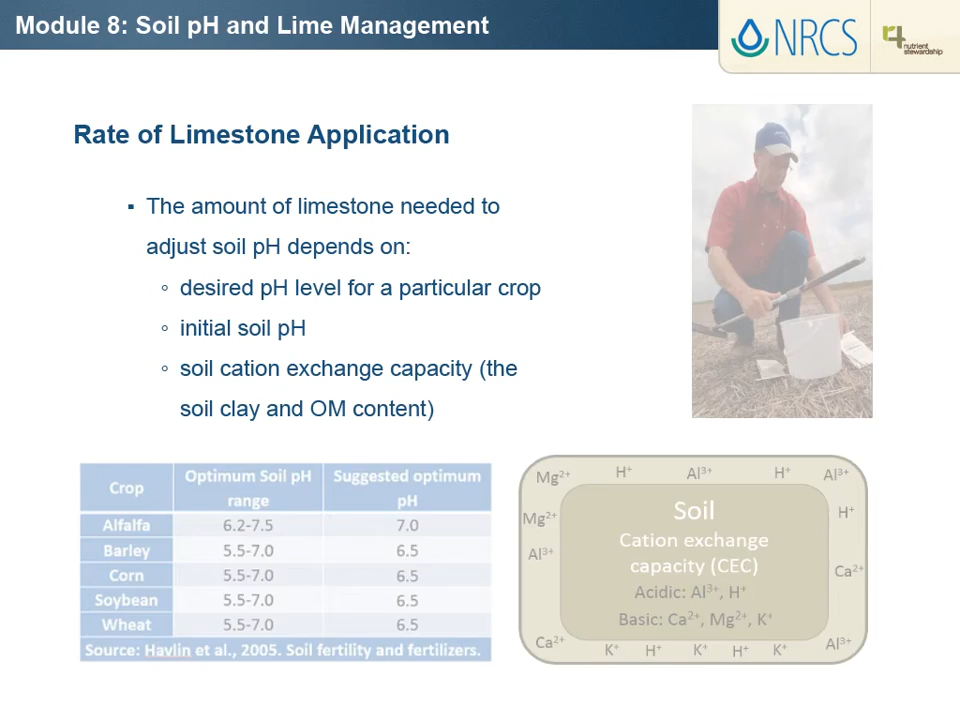 Module 8: Soil pH and Lime Management
NRCS
r4 nutrient
stewardship
Rate of Limestone Application
▪ The amount of limestone needed to
adjust soil pH depends on:
◦ desired pH level for a particular crop
◦ initial soil pH
◦ soil cation exchange capacity (the
soil clay and OM content)
Crop Optimum Soil pH range Suggested optimum pH
Alfalfa 6.2-7.5 7.0
Barley 5.5-7.0 6.5
Corn 5.5-7.0 6.5
Soybean 5.5-7.0 6.5
Wheat 5.5-7.0 6.5
Source: Havlin et al., 2005. Soil fertility and fertilizers.
Mg²⁺ H⁺ Al³⁺ H⁺ Al³⁺
Soil
Mg²⁺ H⁺
Cation exchange
Al³⁺
capacity (CEC)
Ca²⁺
Acidic: Al³⁺, H⁺
Basic: Ca²⁺, Mg²⁺, K⁺
Ca²⁺ K⁺ H⁺ K⁺ H⁺ K⁺ Al³⁺